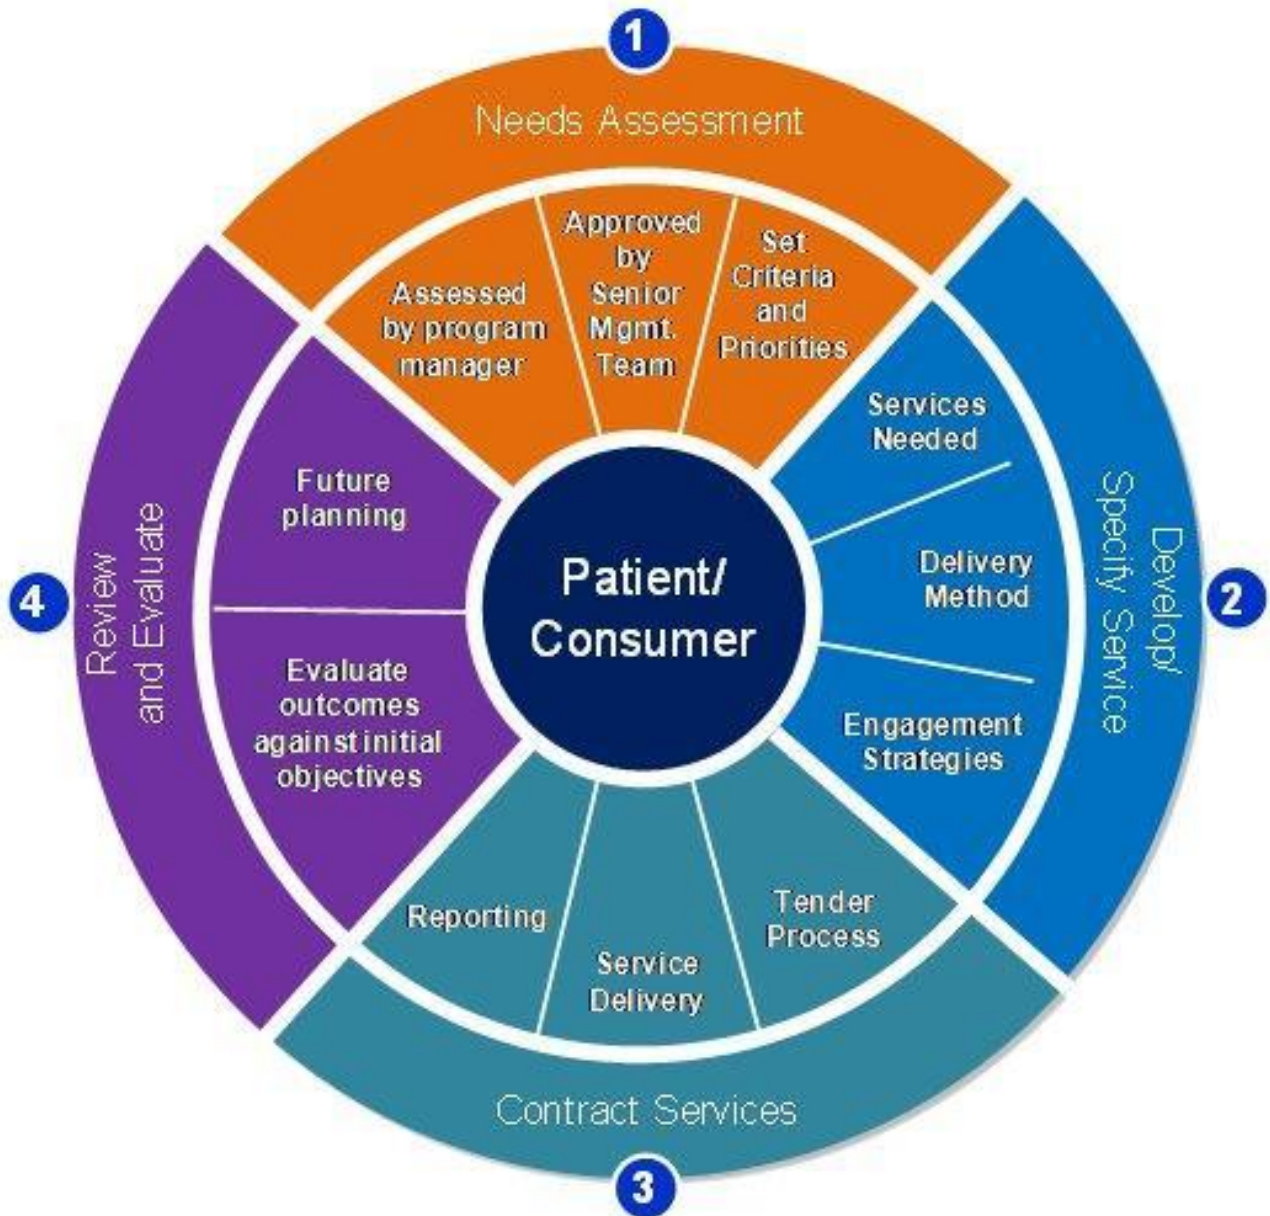 1
Needs Assessment
Assessed
by program
manager
Approved
by
Senior
Mgmt.
Team
Set
Criteria
and
Priorities
2
Develop/
Specify Service
Services
Needed
Delivery
Method
Engagement
Strategies
3
Contract Services
Tender
Process
Service
Delivery
Reporting
4
Review
and Evaluate
Evaluate
outcomes
against initial
objectives
Future
planning
Patient/
Consumer